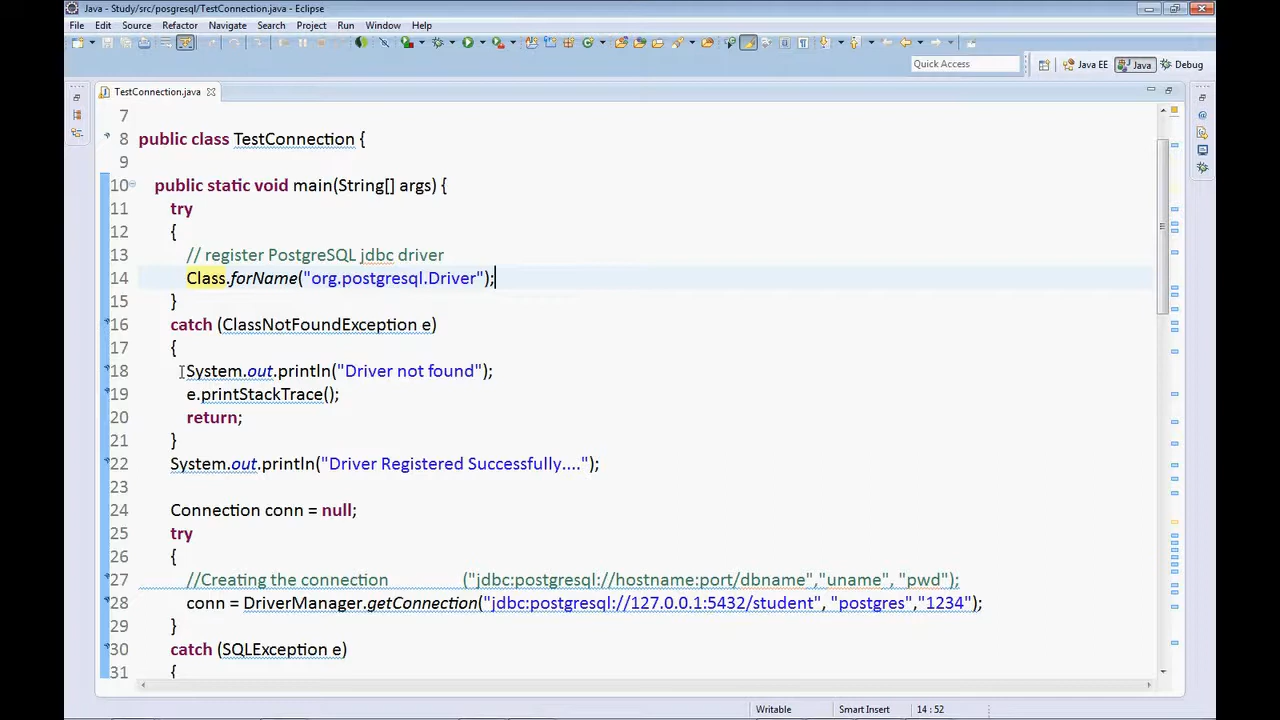 Java - Study/src/posgresql/TestConnection.java - Eclipse
File Edit Source Refactor Navigate Search Project Run Window Help
Quick Access
Java EE Java Debug
TestConnection.java
7
8 public class TestConnection {
9
10 public static void main(String[] args) {
11 try
12 {
13 // register PostgreSQL jdbc driver
14 Class.forName("org.postgresql.Driver");
15 }
16 catch (ClassNotFoundException e)
17 {
18 System.out.println("Driver not found");
19 e.printStackTrace();
20 return;
21 }
22 System.out.println("Driver Registered Successfully....");
23
24 Connection conn = null;
25 try
26 {
27 //Creating the connection ("jdbc:postgresql://hostname:port/dbname","uname", "pwd");
28 conn = DriverManager.getConnection("jdbc:postgresql://127.0.0.1:5432/student", "postgres","1234");
29 }
30 catch (SQLException e)
31 {
Writable Smart Insert 14 : 52